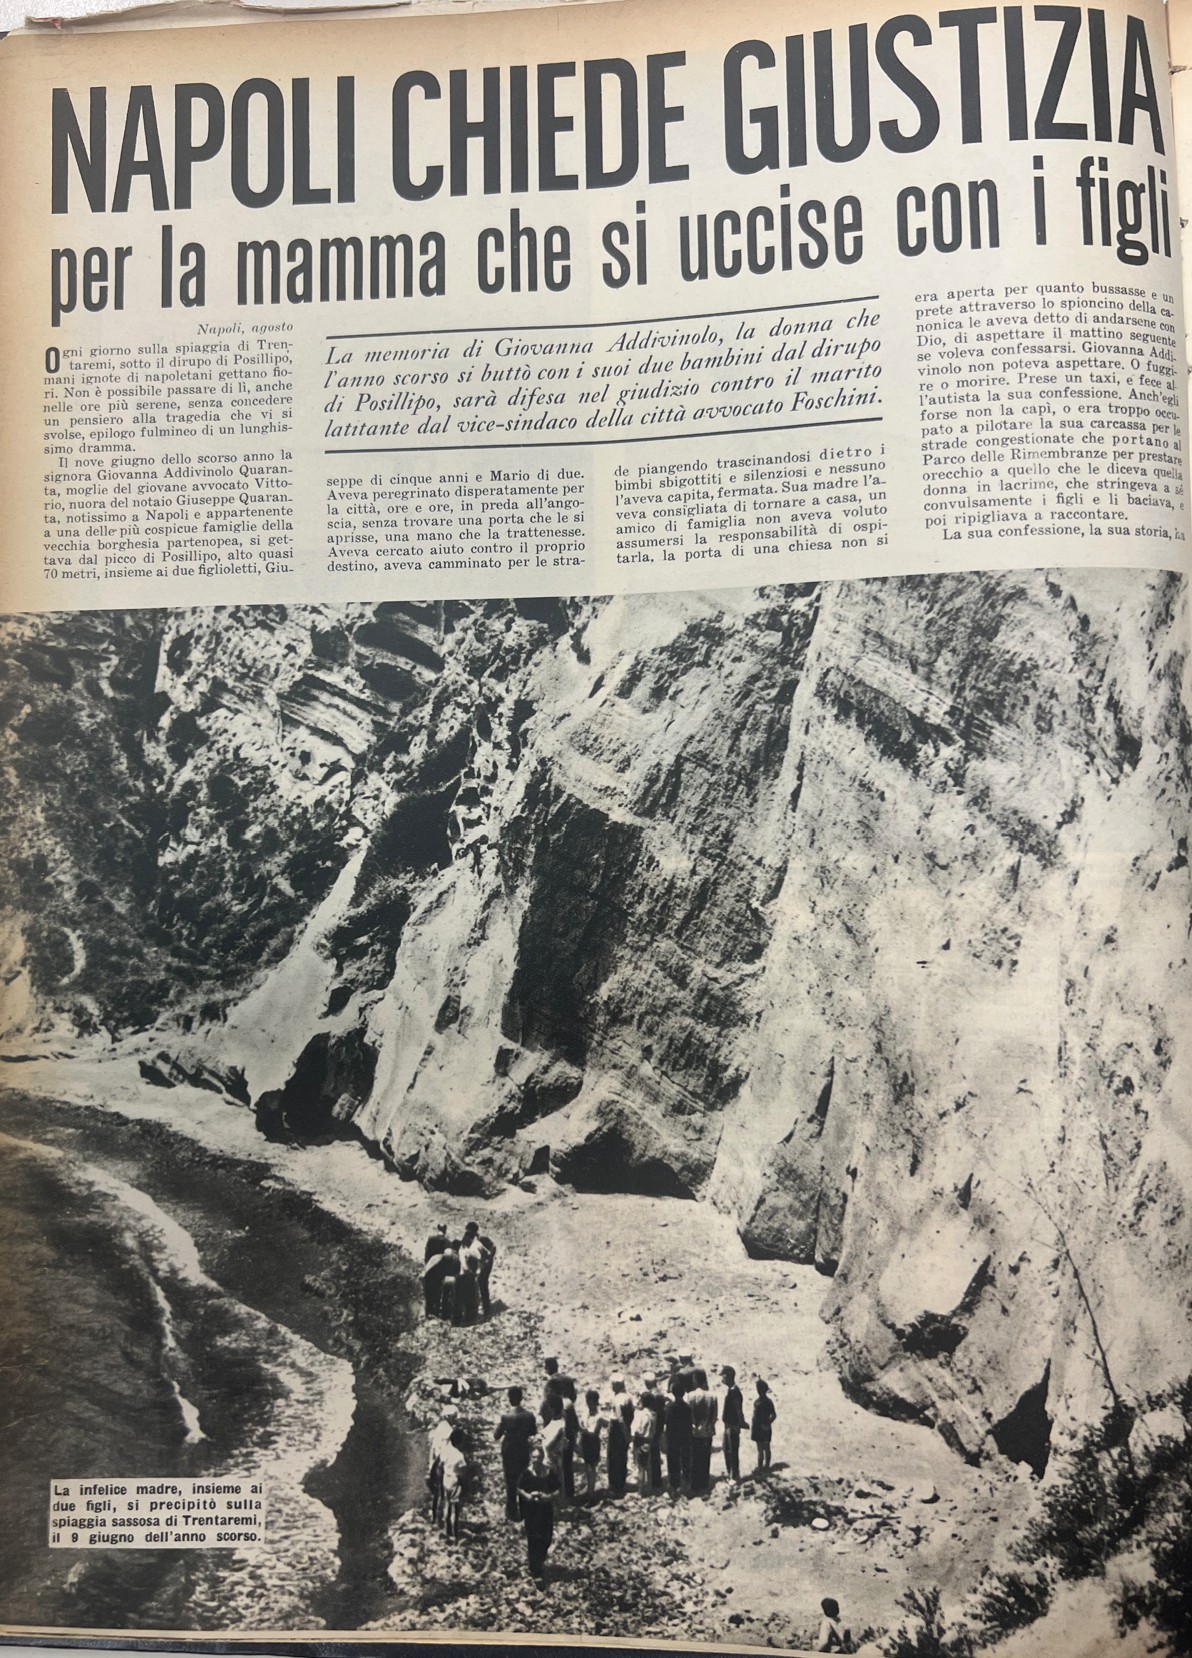 NAPOLI CHIEDE GIUSTIZIA
per la mamma che si uccise con i figli
Napoli, agosto
Ogni giorno sulla spiaggia di Tren-
taremi, sotto il dirupo di Posillipo,
mani ignote di napoletani gettano fio-
ri. Non è possibile passare di lì, anche
nelle ore più serene, senza concedere
un pensiero alla tragedia che vi si
svolse, epilogo fulmineo di un lunghis-
simo dramma.
Il nove giugno dello scorso anno la
signora Giovanna Addivinolo Quaran-
ta, moglie del giovane avvocato Vitto-
rio, nuora del notaio Giuseppe Quaran-
ta, notissimo a Napoli e appartenente
a una delle più cospicue famiglie della
vecchia borghesia partenopea, si get-
tava dal picco di Posillipo, alto quasi
70 metri, insieme ai due figlioletti, Giu-
La memoria di Giovanna Addivinolo, la donna che
l'anno scorso si buttò con i suoi due bambini dal dirupo
di Posillipo, sarà difesa nel giudizio contro il marito
latitante dal vice-sindaco della città avvocato Foschini.
seppe di cinque anni e Mario di due.
Aveva peregrinato disperatamente per
la città, ore e ore, in preda all'ango-
scia, senza trovare una porta che le si
aprisse, una mano che la trattenesse.
Aveva cercato aiuto contro il proprio
destino, aveva camminato per le stra-
de piangendo trascinandosi dietro i
bimbi sbigottiti e silenziosi e nessuno
l'aveva capita, fermata. Sua madre l'a-
veva consigliata di tornare a casa, un
amico di famiglia non aveva voluto
assumersi la responsabilità di ospi-
tarla, la porta di una chiesa non si
era aperta per quanto bussasse e un
prete attraverso lo spioncino della ca-
nonica le aveva detto di andarsene con
Dio, di aspettare il mattino seguente
se voleva confessarsi. Giovanna Addi-
vinolo non poteva aspettare. O fuggi-
re o morire. Prese un taxi, e fece al-
l'autista la sua confessione. Anch'egli
forse non la capì, o era troppo occu-
pato a pilotare la sua carcassa per le
strade congestionate che portano al
Parco delle Rimembranze per prestare
orecchio a quello che le diceva quella
donna in lacrime, che stringeva a sé
convulsamente i figli e li baciava, e
poi ripigliava a raccontare.
La sua confessione, la sua storia, ha
La infelice madre, insieme ai
due figli, si precipitò sulla
spiaggia sassosa di Trentaremi,
il 9 giugno dell'anno scorso.